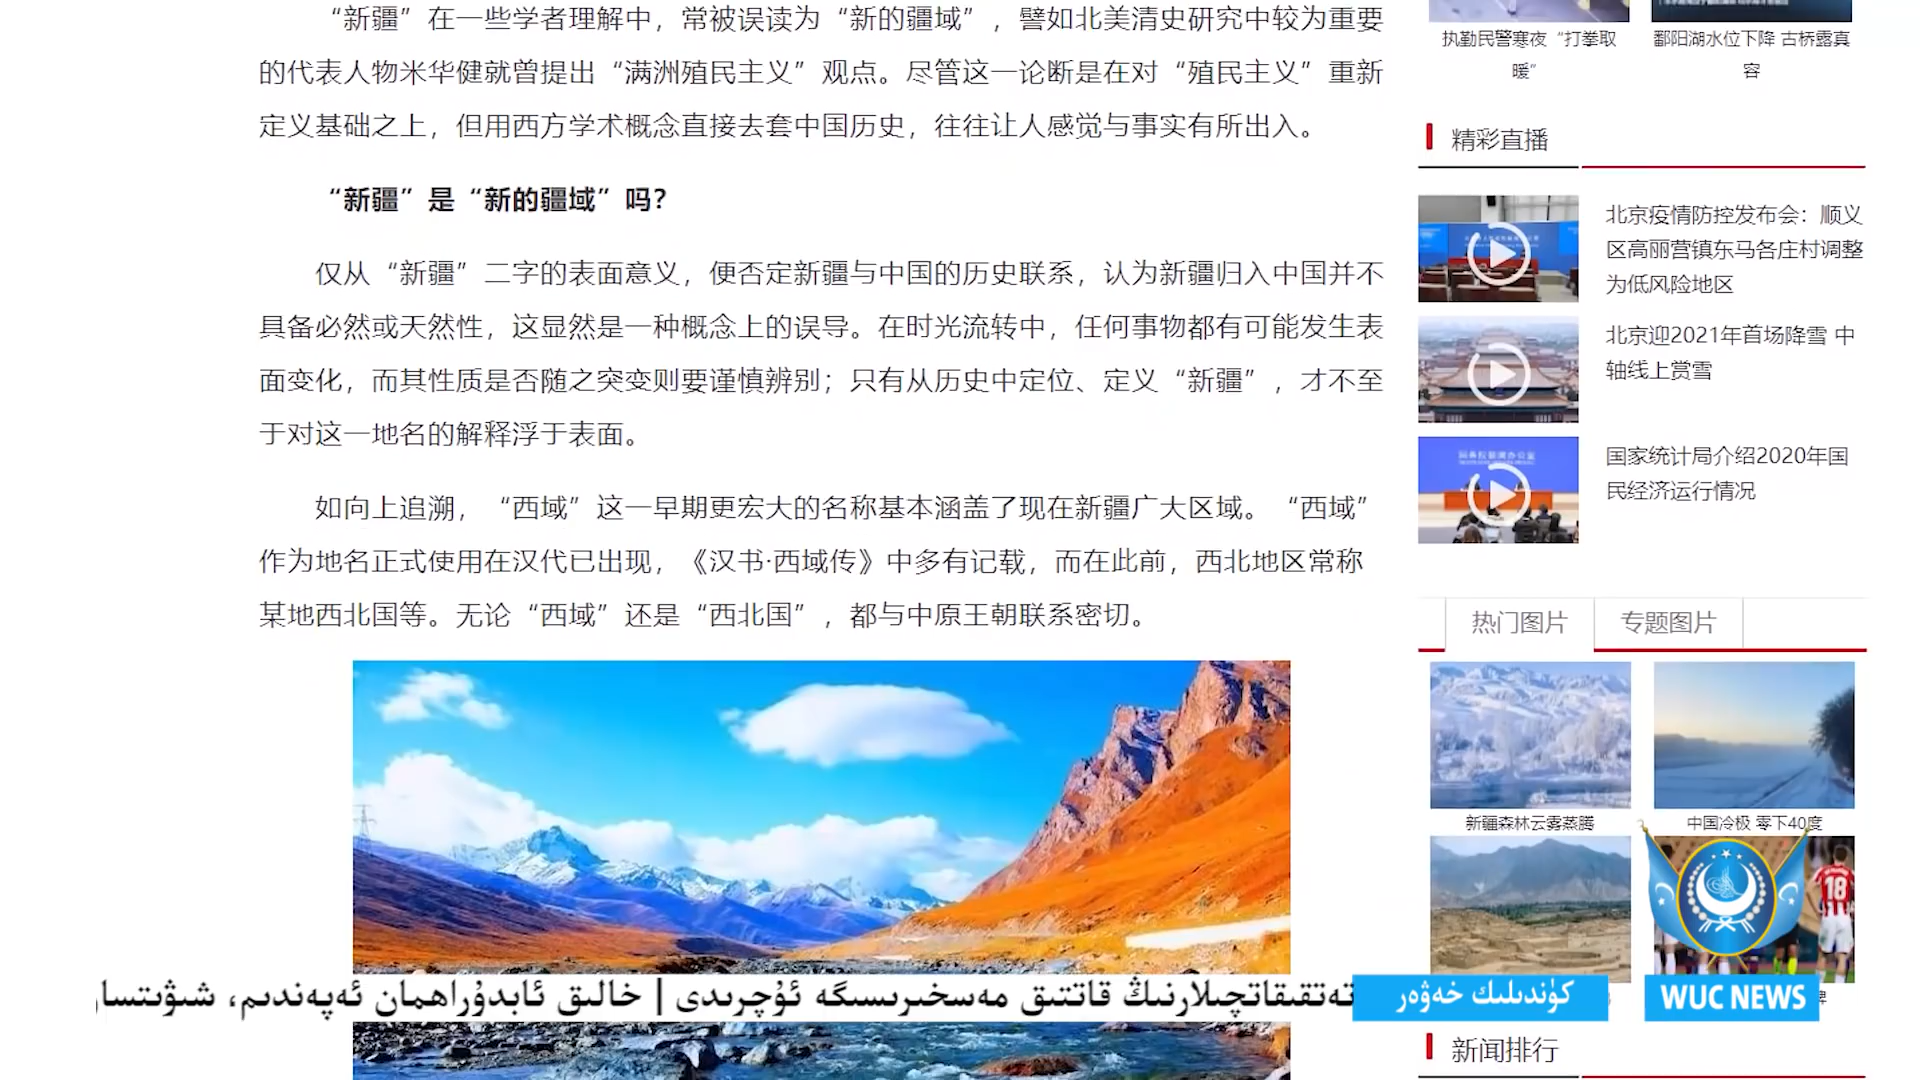 “新疆”在一些学者理解中，常被误读为“新的疆域”，譬如北美清史研究中较为重要
的代表人物米华健就曾提出“满洲殖民主义”观点。尽管这一论断是在对“殖民主义”重新
定义基础之上，但用西方学术概念直接去套中国历史，往往让人感觉与事实有所出入。
“新疆”是“新的疆域”吗？
仅从“新疆”二字的表面意义，便否定新疆与中国的历史联系，认为新疆归入中国并不
具备必然或天然性，这显然是一种概念上的误导。在时光流转中，任何事物都有可能发生表
面变化，而其性质是否随之突变则要谨慎辨别；只有从历史中定位、定义“新疆”，才不至
于对这一地名的解释浮于表面。
如向上追溯，“西域”这一早期更宏大的名称基本涵盖了现在新疆广大区域。“西域”
作为地名正式使用在汉代已出现，《汉书·西域传》中多有记载，而在此前，西北地区常称
某地西北国等。无论“西域”还是“西北国”，都与中原王朝联系密切。
执勤民警寒夜“打拳取
暖”
鄱阳湖水位下降 古桥露真
容
精彩直播
北京疫情防控发布会：顺义
区高丽营镇东马各庄村调整
为低风险地区
北京迎2021年首场降雪 中
轴线上赏雪
国家统计局介绍2020年国
民经济运行情况
热门图片
专题图片
新疆森林云雾蒸腾
中国冷极 零下40度
18
تەتقىقاتچىلارنىڭ قاتتىق مەسخىرىسىگە ئۇچرىدى | خالىق ئابدۇراھمان ئەپەندىم،
كۈندىلىك خەۋەر
WUC NEWS
新闻排行